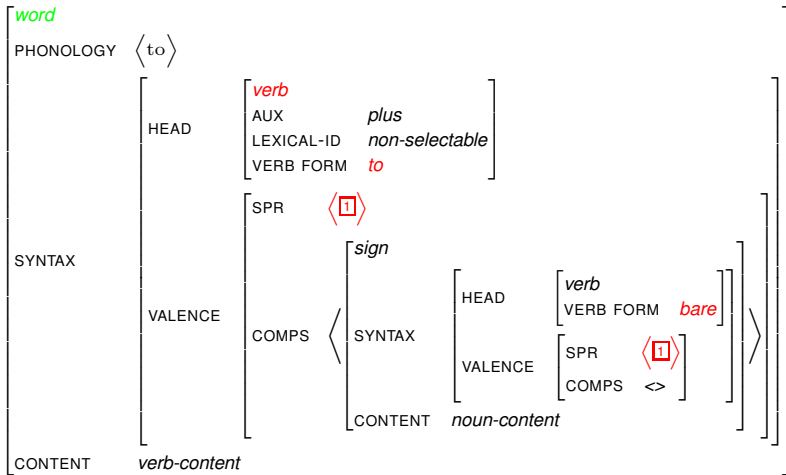 word
PHONOLOGY ⟨to⟩
verb
AUX plus
HEAD
LEXICAL-ID non-selectable
VERB FORM to
SPR ⟨1⟩
sign
SYNTAX
verb
HEAD
VERB FORM bare
VALENCE
COMPS
SYNTAX
SPR ⟨1⟩
VALENCE
COMPS <>
CONTENT noun-content
CONTENT verb-content